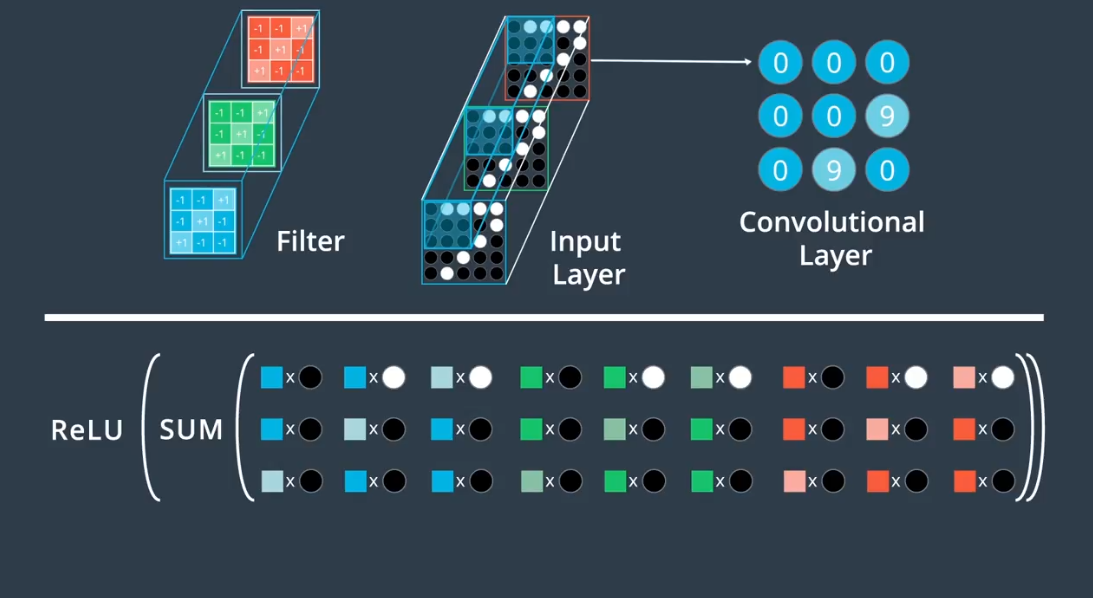 -1 -1 +1
-1 +1 -1
+1 -1 -1
-1 -1 +1
-1 +1 -1
+1 -1 -1
-1 -1 +1
-1 +1 -1
+1 -1 -1
Filter
Input
Layer
0 0 0
0 0 9
0 9 0
Convolutional
Layer
ReLU ( SUM (
x x x x x x x x x
x x x x x x x x x
x x x x x x x x x
))